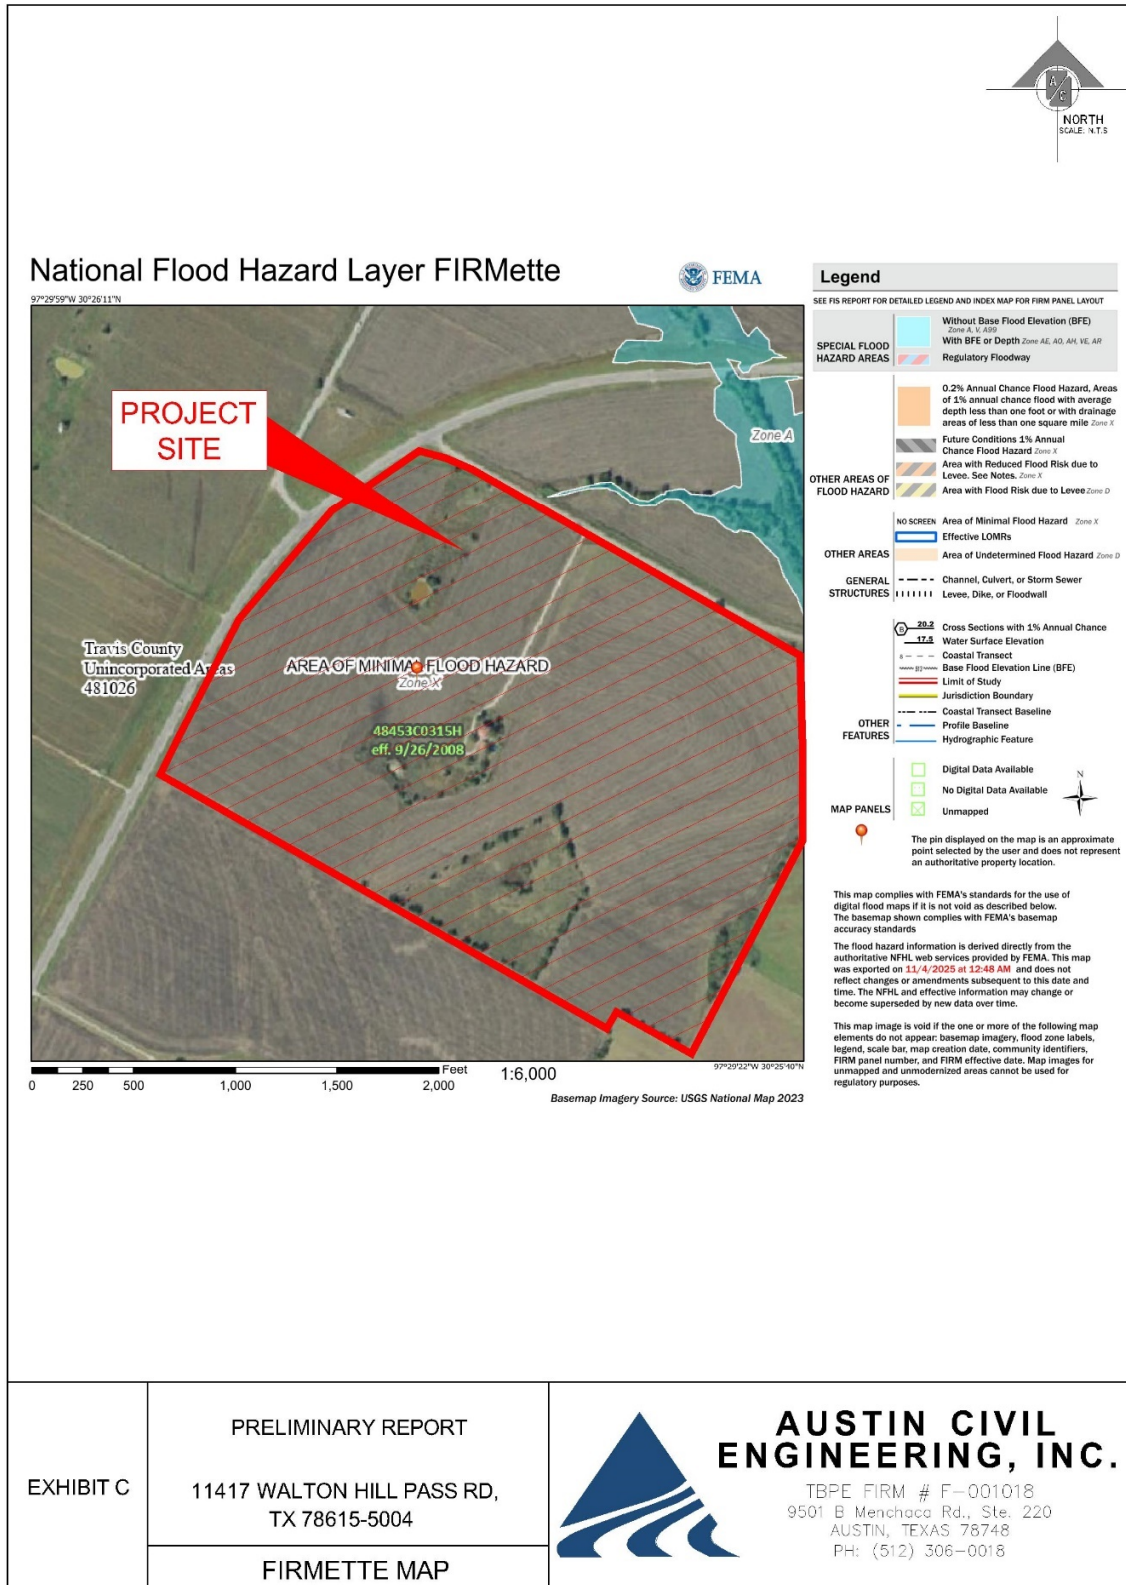 A/C
NORTH
SCALE: N.T.S
National Flood Hazard Layer FIRMette
FEMA
97°29'59"W 30°26'11"N
PROJECT
SITE
Zone A
Travis County
Unincorporated Areas
481026
AREA OF MINIMAL FLOOD HAZARD
Zone X
48453C0315H
eff. 9/26/2008
Feet
0 250 500 1,000 1,500 2,000
1:6,000
97°29'22"W 30°25'40"N
Basemap Imagery Source: USGS National Map 2023
Legend
SEE FIS REPORT FOR DETAILED LEGEND AND INDEX MAP FOR FIRM PANEL LAYOUT
SPECIAL FLOOD
HAZARD AREAS
Without Base Flood Elevation (BFE)
Zone A, V, A99
With BFE or Depth Zone AE, AO, AH, VE, AR
Regulatory Floodway
OTHER AREAS OF
FLOOD HAZARD
0.2% Annual Chance Flood Hazard, Areas
of 1% annual chance flood with average
depth less than one foot or with drainage
areas of less than one square mile Zone X
Future Conditions 1% Annual
Chance Flood Hazard Zone X
Area with Reduced Flood Risk due to
Levee. See Notes. Zone X
Area with Flood Risk due to Levee Zone D
OTHER AREAS
NO SCREEN Area of Minimal Flood Hazard Zone X
Effective LOMRs
Area of Undetermined Flood Hazard Zone D
GENERAL
STRUCTURES
Channel, Culvert, or Storm Sewer
Levee, Dike, or Floodwall
OTHER
FEATURES
B 20.2 Cross Sections with 1% Annual Chance
17.5 Water Surface Elevation
8 Coastal Transect
Base Flood Elevation Line (BFE)
Limit of Study
Jurisdiction Boundary
Coastal Transect Baseline
Profile Baseline
Hydrographic Feature
MAP PANELS
Digital Data Available
No Digital Data Available
Unmapped
N
The pin displayed on the map is an approximate
point selected by the user and does not represent
an authoritative property location.
This map complies with FEMA's standards for the use of
digital flood maps if it is not void as described below.
The basemap shown complies with FEMA's basemap
accuracy standards
The flood hazard information is derived directly from the
authoritative NFHL web services provided by FEMA. This map
was exported on 11/4/2025 at 12:48 AM and does not
reflect changes or amendments subsequent to this date and
time. The NFHL and effective information may change or
become superseded by new data over time.
This map image is void if the one or more of the following map
elements do not appear: basemap imagery, flood zone labels,
legend, scale bar, map creation date, community identifiers,
FIRM panel number, and FIRM effective date. Map images for
unmapped and unmodernized areas cannot be used for
regulatory purposes.
EXHIBIT C
PRELIMINARY REPORT
11417 WALTON HILL PASS RD,
TX 78615-5004
FIRMETTE MAP
AUSTIN CIVIL
ENGINEERING, INC.
TBPE FIRM # F-001018
9501 B Menchaca Rd., Ste. 220
AUSTIN, TEXAS 78748
PH: (512) 306-0018